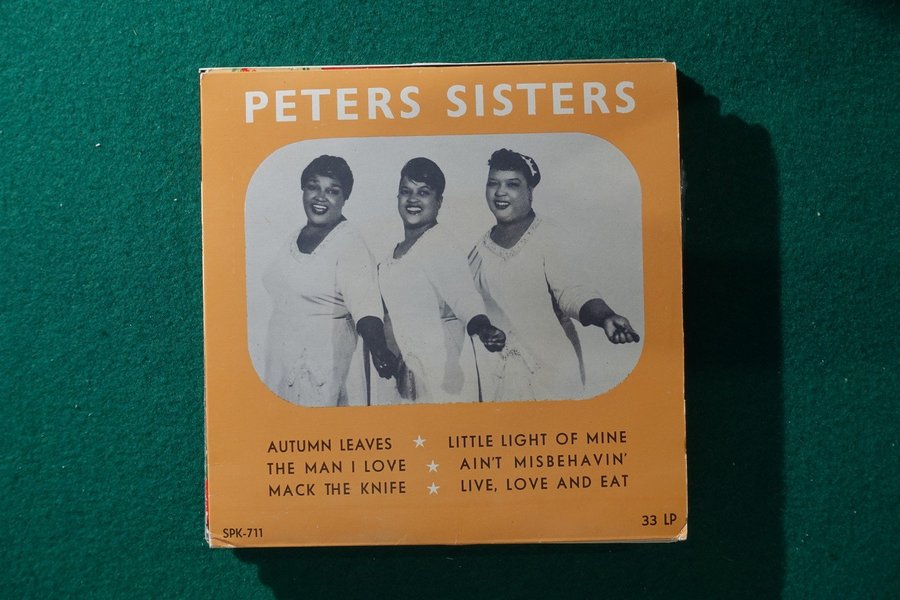 PETERS SISTERS
AUTUMN LEAVES ★ LITTLE LIGHT OF MINE
THE MAN I LOVE ★ AIN'T MISBEHAVIN'
MACK THE KNIFE ★ LIVE, LOVE AND EAT
SPK-711
33 LP